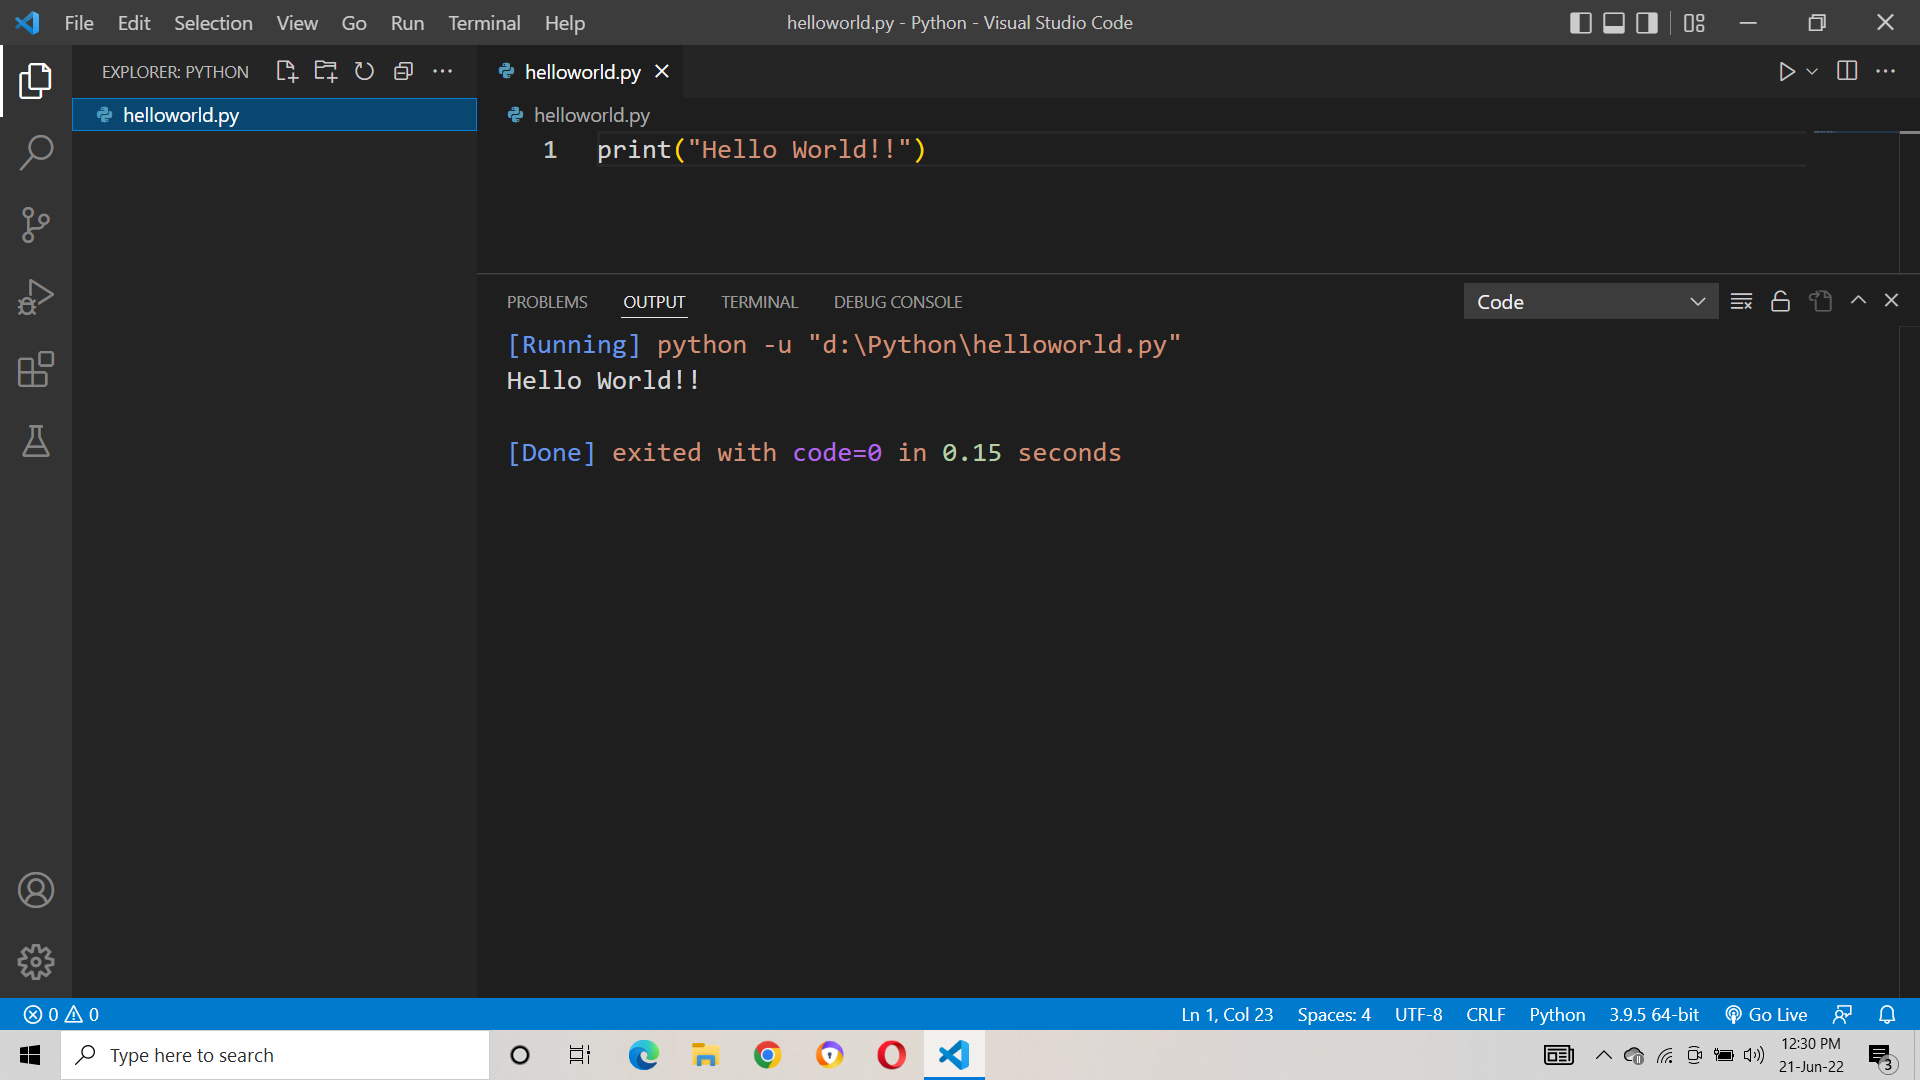 File Edit Selection View Go Run Terminal Help
helloworld.py - Python - Visual Studio Code
EXPLORER: PYTHON
helloworld.py
helloworld.py
helloworld.py
1 print("Hello World!!")
PROBLEMS OUTPUT TERMINAL DEBUG CONSOLE
Code
[Running] python -u "d:\Python\helloworld.py"
Hello World!!
[Done] exited with code=0 in 0.15 seconds
0 0
Ln 1, Col 23 Spaces: 4 UTF-8 CRLF Python 3.9.5 64-bit Go Live
Type here to search
12:30 PM
21-Jun-22
3